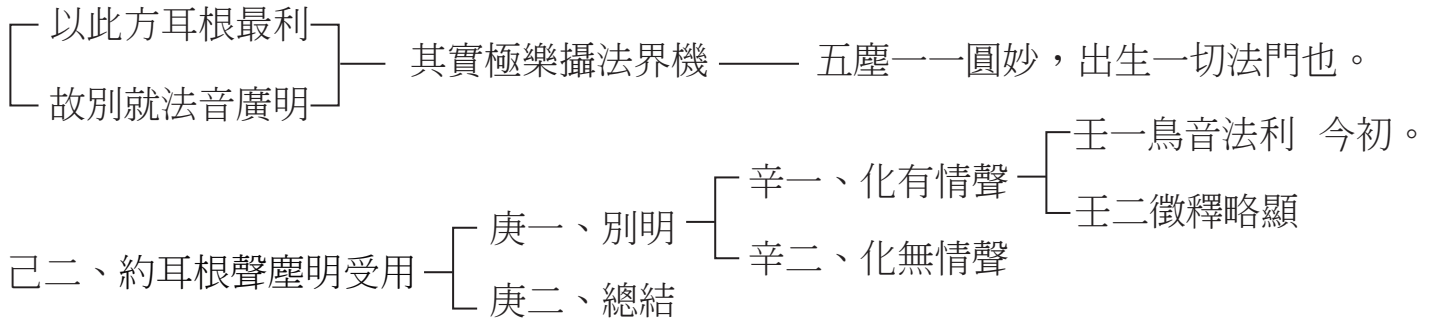 以此方耳根最利
故別就法音廣明
其實極樂攝法界機
五塵一一圓妙，出生一切法門也。
己二、約耳根聲塵明受用
庚一、別明
辛一、化有情聲
壬一鳥音法利 今初。
壬二徵釋略顯
辛二、化無情聲
庚二、總結